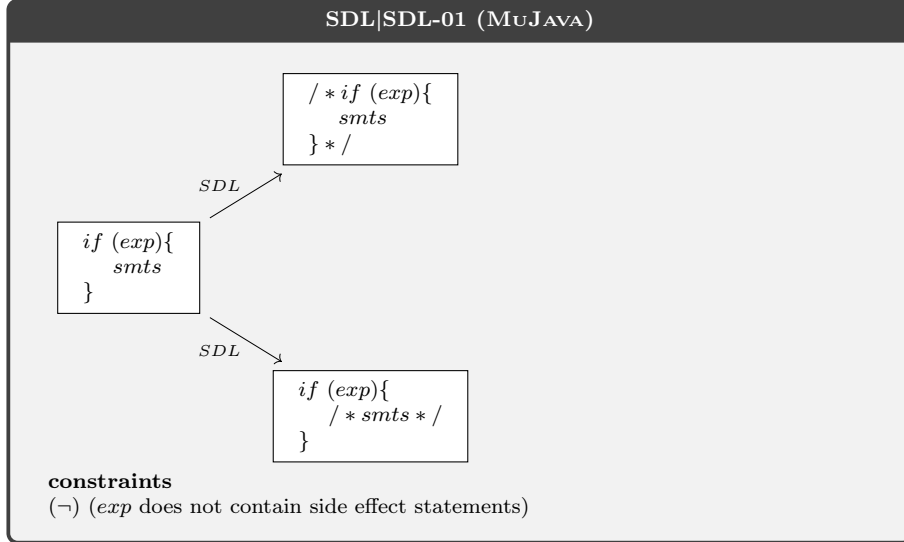 SDL|SDL-01 (MUJAVA)
/ * if (exp){
smts
} * /
SDL
if (exp){
smts
}
SDL
if (exp){
/ * smts * /
}
constraints
(¬) (exp does not contain side effect statements)